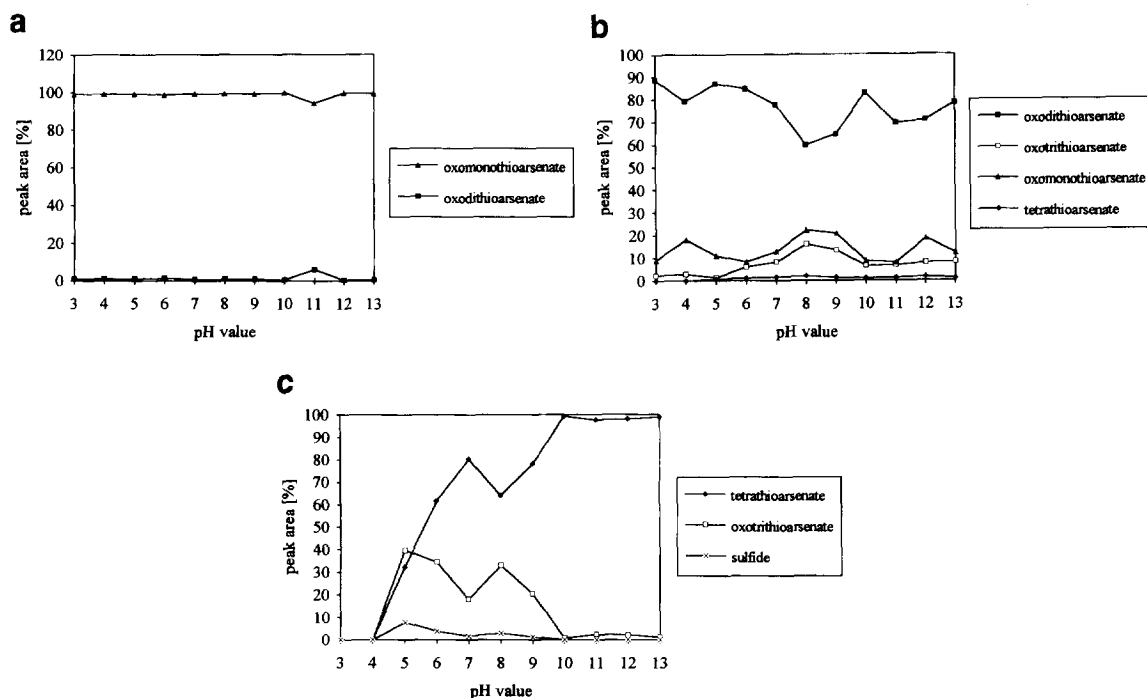 a
120
100
80
60
40
20
0
peak area [%]
3 4 5 6 7 8 9 10 11 12 13
pH value
oxomonothioarsenate
oxodithioarsenate
b
100
90
80
70
60
50
40
30
20
10
0
peak area [%]
3 4 5 6 7 8 9 10 11 12 13
pH value
oxodithioarsenate
oxotrithioarsenate
oxomonothioarsenate
tetrathioarsenate
c
100
90
80
70
60
50
40
30
20
10
0
peak area [%]
3 4 5 6 7 8 9 10 11 12 13
pH value
tetrathioarsenate
oxotrithioarsenate
sulfide